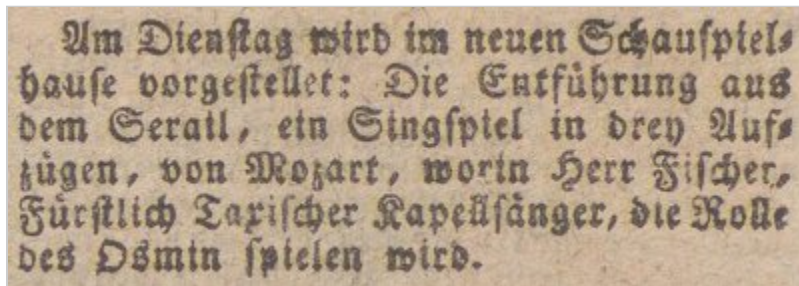 Am Dienstag wird im neuen Schauspiel⸗
hause vorgestellet: Die Entführung aus
dem Serail, ein Singspiel in drey Auf⸗
zügen, von Mozart, worin Herr Fischer,
Fürstlich Taxischer Kapellsänger, die Rolle
des Osmin spielen wird.